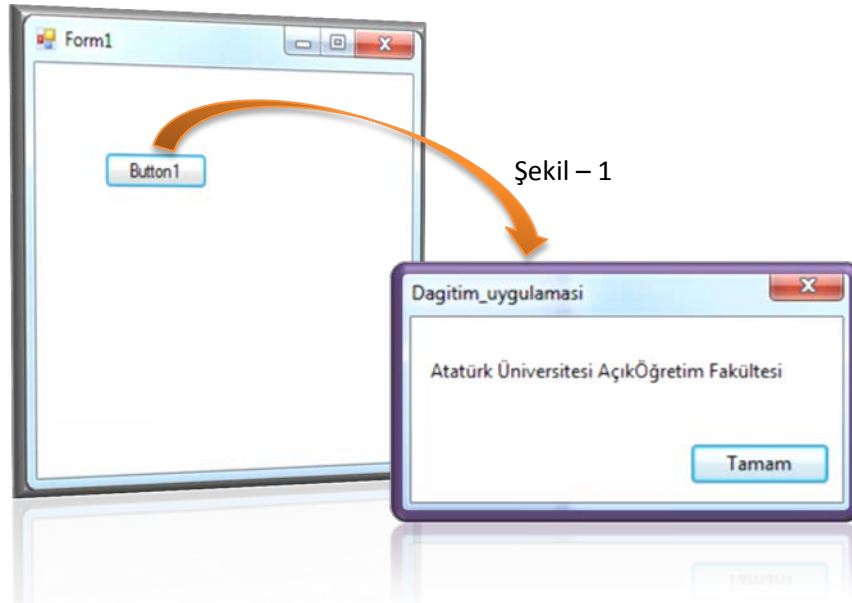 Form1
Button1
Şekil – 1
Dagitim_uygulamasi
Atatürk Üniversitesi AçıkÖğretim Fakültesi
Tamam